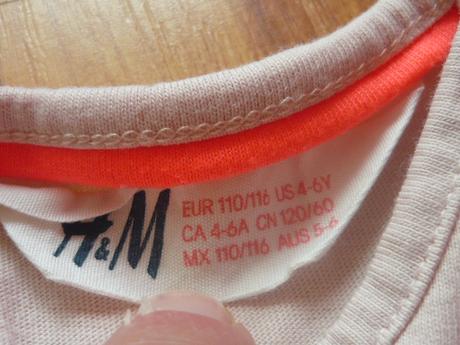 H&M
EUR 110/116 US 4-6Y
CA 4-6A CN 120/60
MX 110/116 AUS 5-6